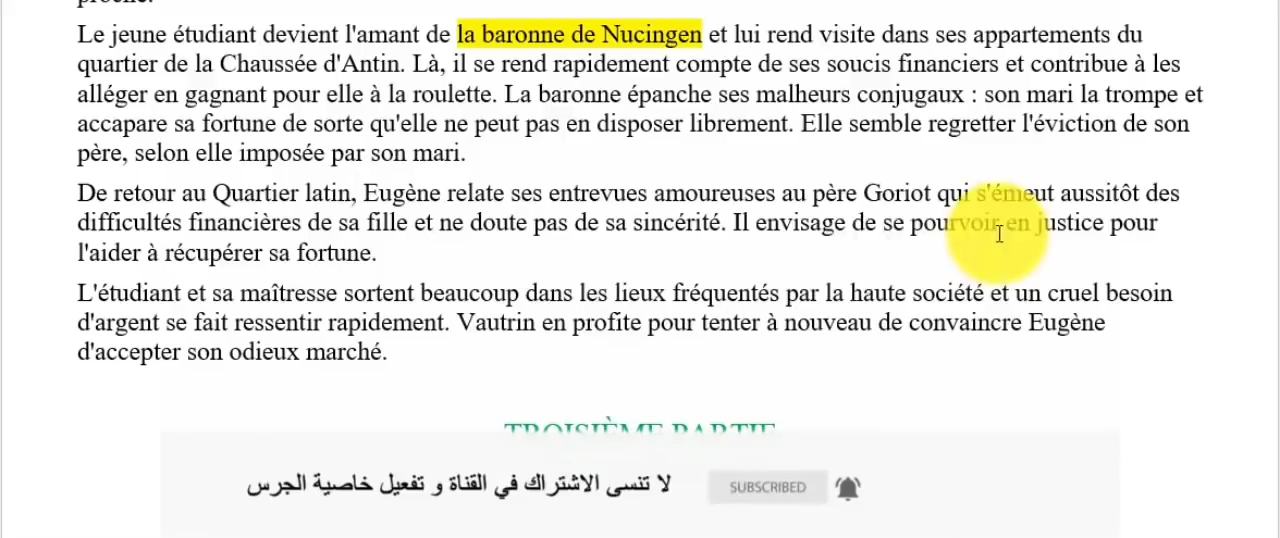 proche.
Le jeune étudiant devient l'amant de la baronne de Nucingen et lui rend visite dans ses appartements du
quartier de la Chaussée d'Antin. Là, il se rend rapidement compte de ses soucis financiers et contribue à les
alléger en gagnant pour elle à la roulette. La baronne épanche ses malheurs conjugaux : son mari la trompe et
accapare sa fortune de sorte qu'elle ne peut pas en disposer librement. Elle semble regretter l'éviction de son
père, selon elle imposée par son mari.
De retour au Quartier latin, Eugène relate ses entrevues amoureuses au père Goriot qui s'émeut aussitôt des
difficultés financières de sa fille et ne doute pas de sa sincérité. Il envisage de se pourvoir en justice pour
l'aider à récupérer sa fortune.
L'étudiant et sa maîtresse sortent beaucoup dans les lieux fréquentés par la haute société et un cruel besoin
d'argent se fait ressentir rapidement. Vautrin en profite pour tenter à nouveau de convaincre Eugène
d'accepter son odieux marché.
TROISIÈME PARTIE
لا تنسى الاشتراك في القناة و تفعيل خاصية الجرس
SUBSCRIBED